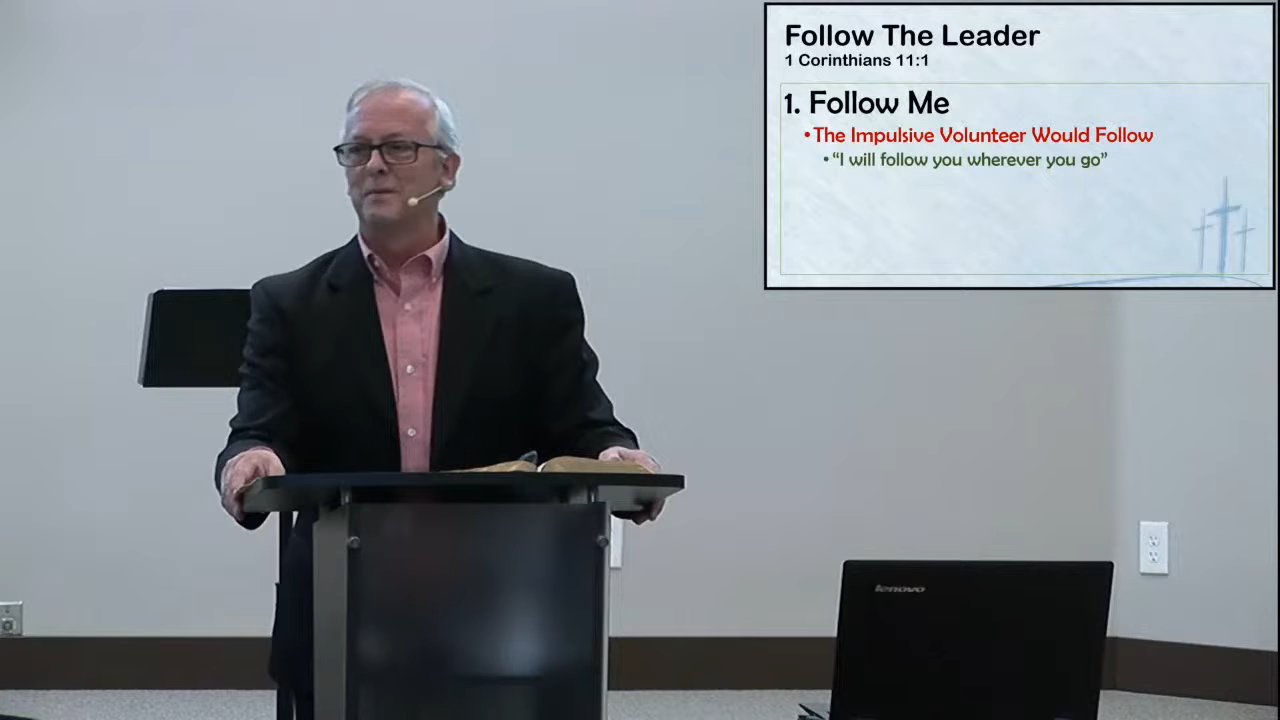 Follow The Leader
1 Corinthians 11:1
1. Follow Me
•The Impulsive Volunteer Would Follow
•“I will follow you wherever you go”
lenovo